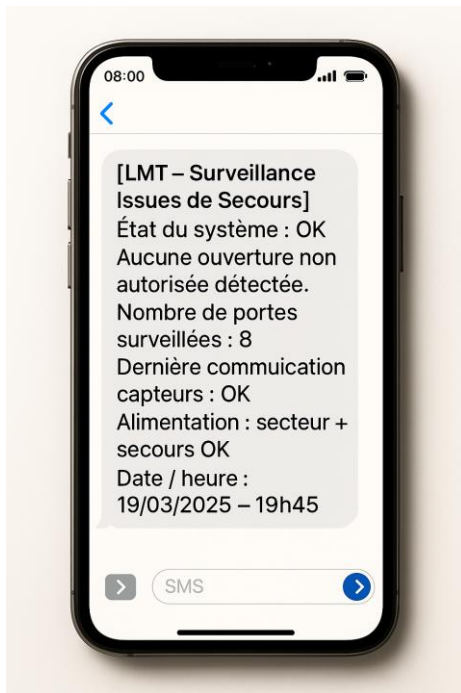 08:00
[LMT – Surveillance
Issues de Secours]
État du système : OK
Aucune ouverture non
autorisée détectée.
Nombre de portes
surveillées : 8
Dernière commuication
capteurs : OK
Alimentation : secteur +
secours OK
Date / heure :
19/03/2025 – 19h45
SMS